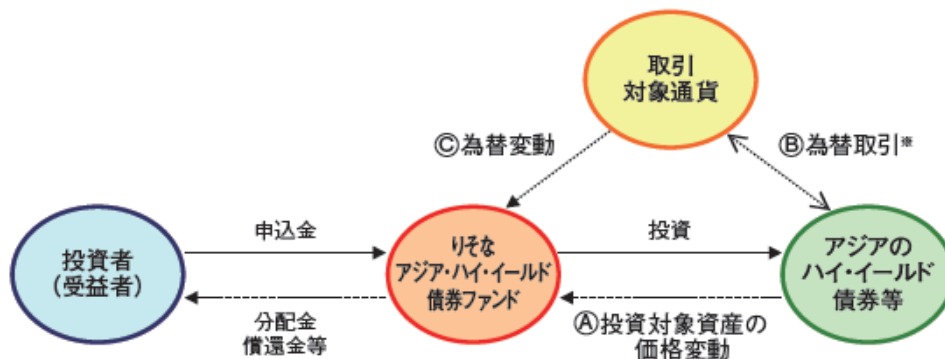 取引
対象通貨
Ⓒ為替変動
Ⓑ為替取引※
投資者
(受益者)
申込金
りそな
アジア・ハイ・イールド
債券ファンド
投資
アジアの
ハイ・イールド
債券等
分配金
償還金等
Ⓐ投資対象資産の
価格変動